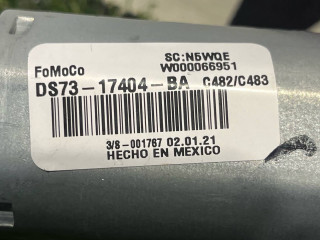 SC:N5WQE
W000066951
FoMoCo
DS73-17404-BA C482/C483
3/8-001767 02.01.21
HECHO EN MEXICO